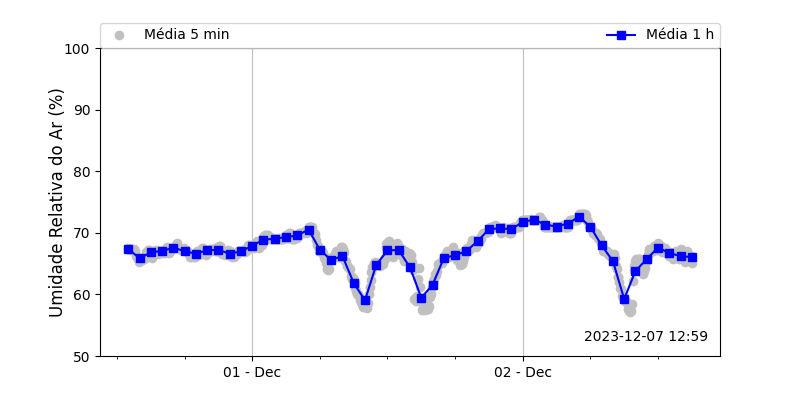 Média 5 min
Média 1 h
Umidade Relativa do Ar (%)
100
90
80
70
60
50
2023-12-07 12:59
01 - Dec
02 - Dec